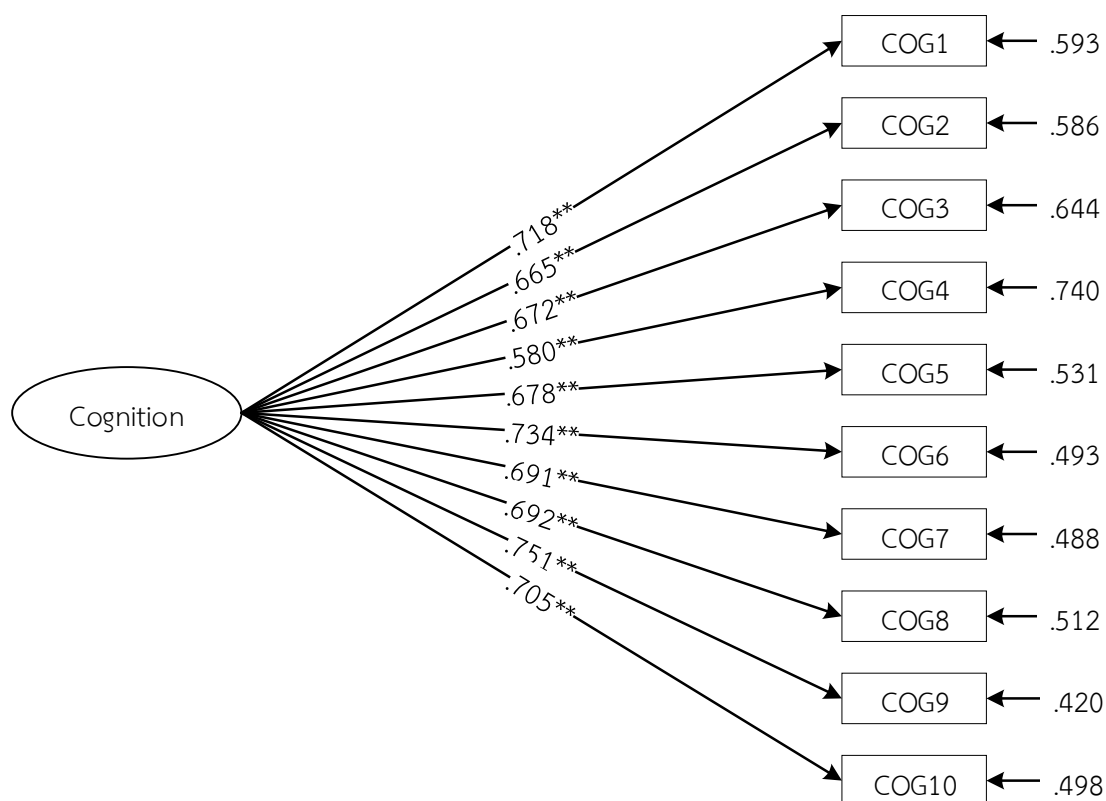 COG1 .593
COG2 .586
COG3 .644
COG4 .740
COG5 .531
COG6 .493
COG7 .488
COG8 .512
COG9 .420
COG10 .498
.718**
.665**
.672**
.580**
.678**
.734**
.691**
.692**
.751**
.705**
Cognition